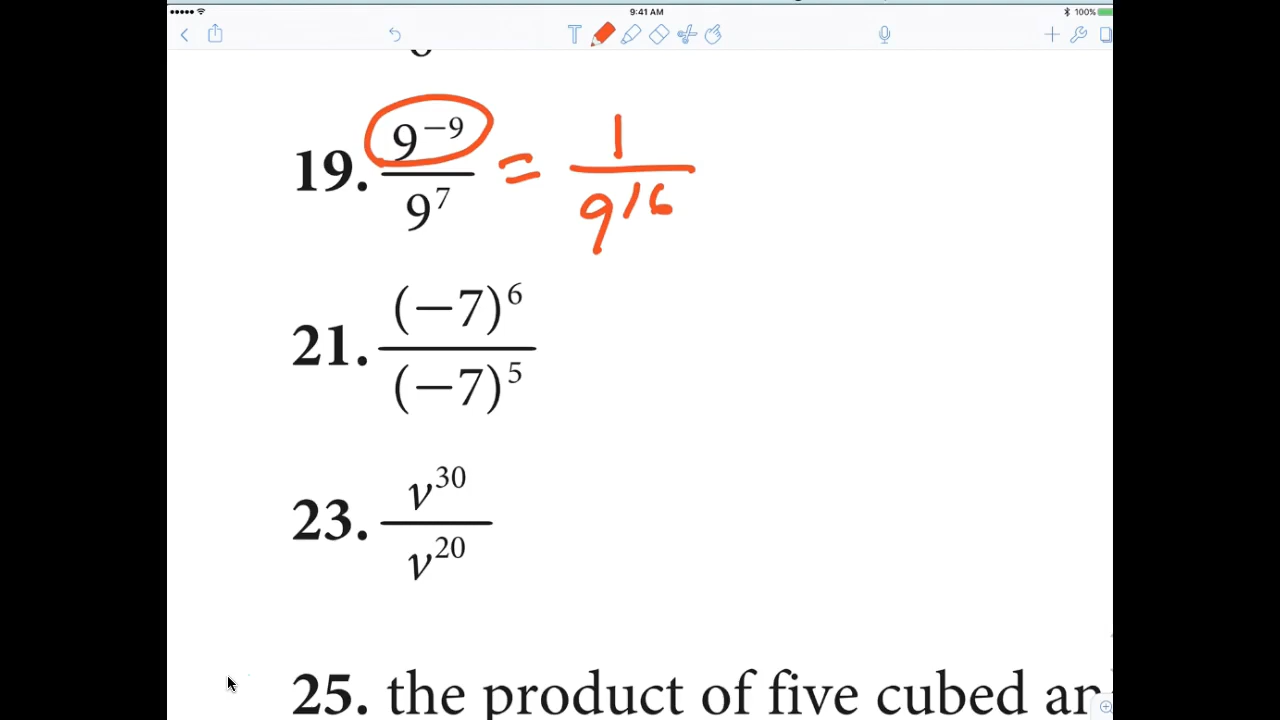 9:41 AM 100%
T
19. 9^−9 / 9^7 = 1 / 9^16
21. (−7)^6 / (−7)^5
23. v^30 / v^20
25. the product of five cubed